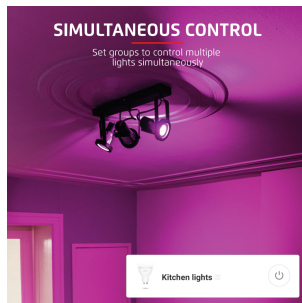 SIMULTANEOUS CONTROL
Set groups to control multiple
lights simultaneously
Kitchen lights